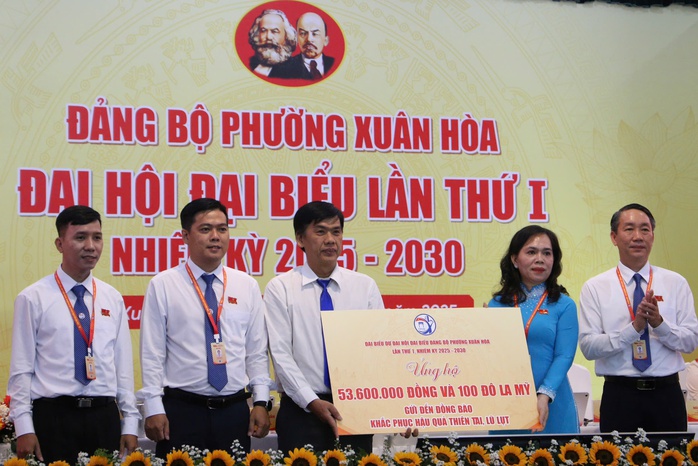 ĐẢNG BỘ PHƯỜNG XUÂN HÒA
ĐẠI HỘI ĐẠI BIỂU LẦN THỨ I
NHIỆM KỲ 2025 - 2030
2025
ĐẠI BIỂU DỰ ĐẠI HỘI ĐẠI BIỂU ĐẢNG BỘ PHƯỜNG XUÂN HÒA
LẦN THỨ I, NHIỆM KỲ 2025 - 2030
Ủng hộ
53.600.000 ĐỒNG VÀ 100 ĐÔ LA MỸ
GỬI ĐẾN ĐỒNG BÀO
KHẮC PHỤC HẬU QUẢ THIÊN TAI, LŨ LỤT